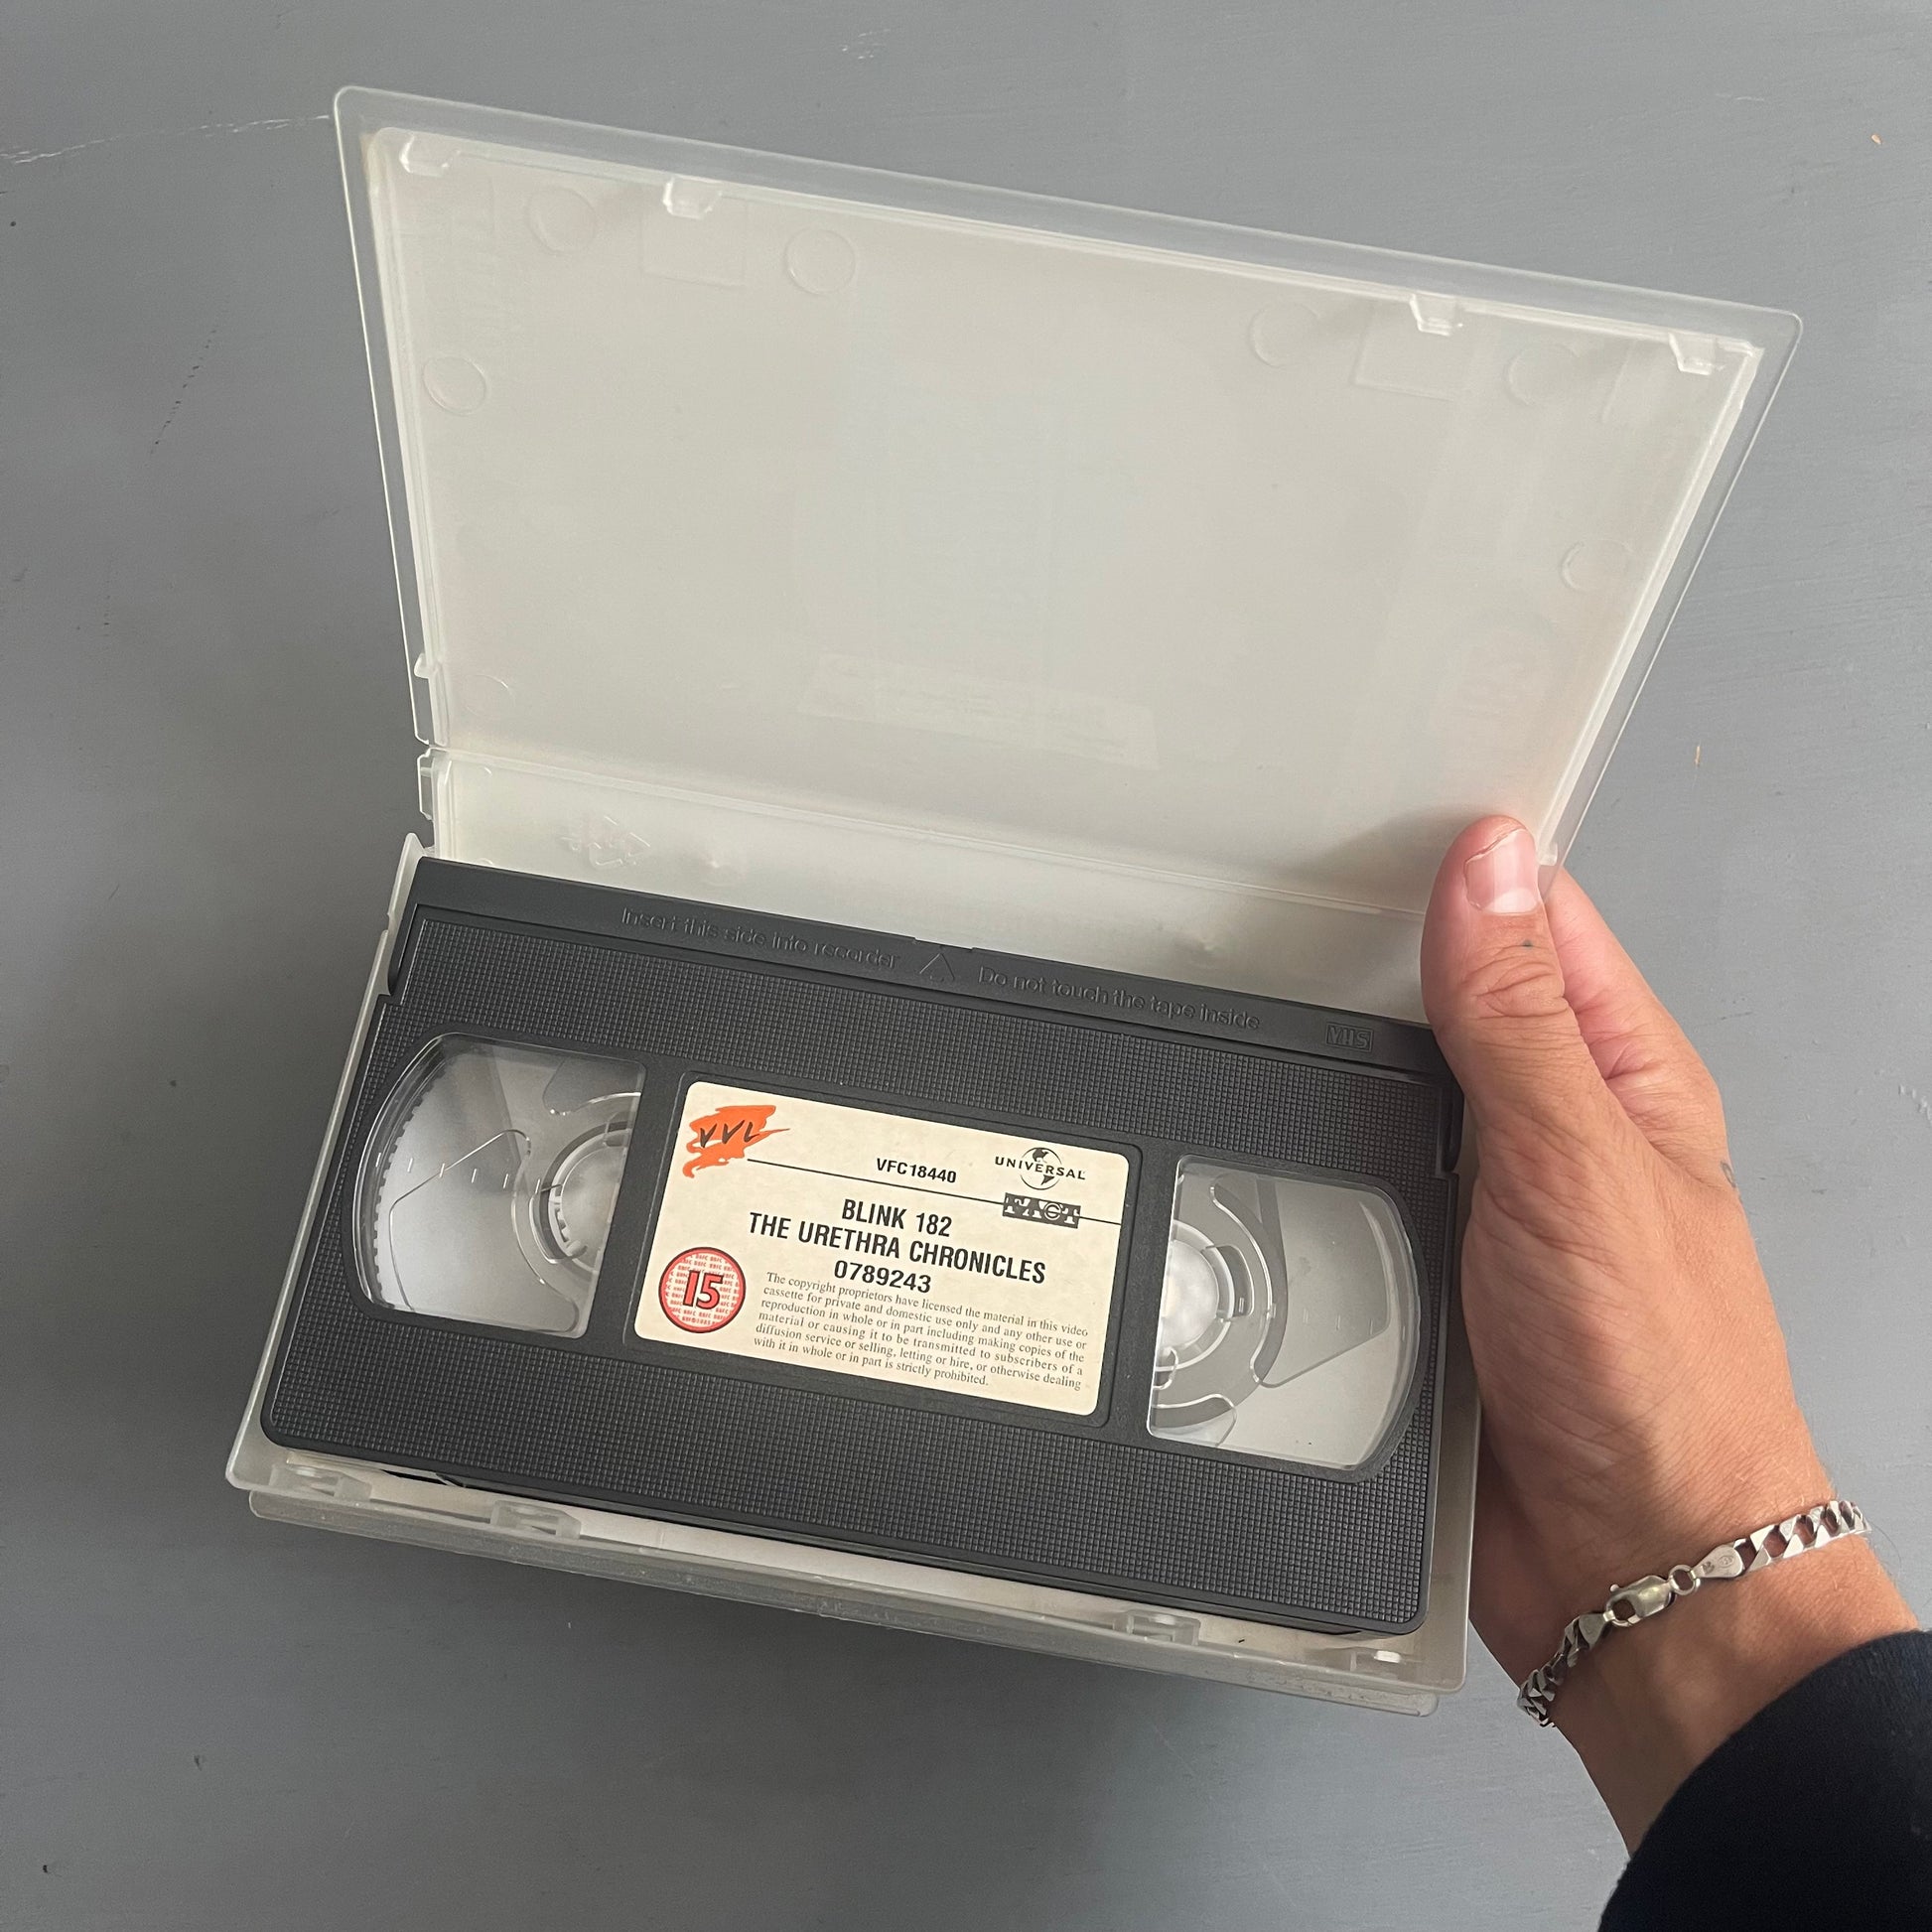 Insert this side into recorder
Do not touch the tape inside
VHS
VVL
VFC18440
UNIVERSAL
FACT
BLINK 182
THE URETHRA CHRONICLES
0789243
15
The copyright proprietors have licensed the material in this video
cassette for private and domestic use only and any other use or
reproduction in whole or in part including making copies of the
material or causing it to be transmitted to subscribers of a
diffusion service or selling, letting or hire, or otherwise dealing
with it in whole or in part is strictly prohibited.